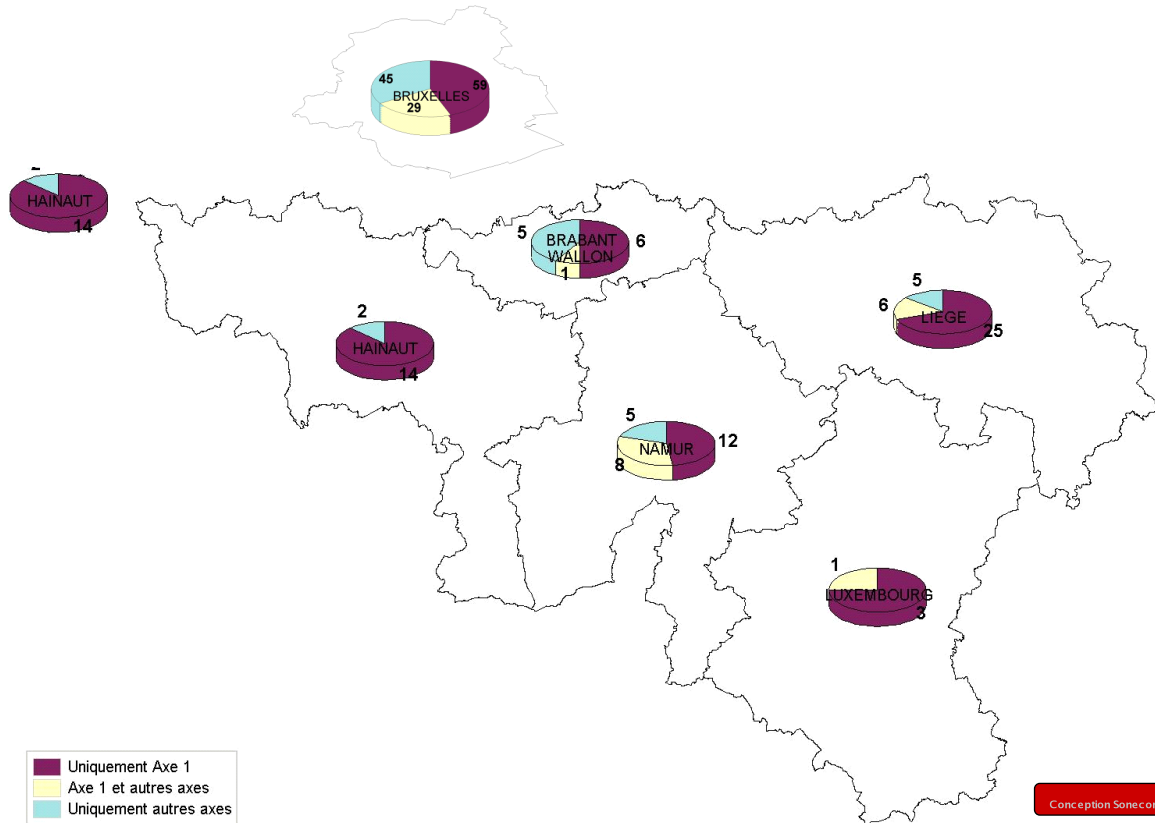 45
59
BRUXELLES
29
HAINAUT
14
5
BRABANT
WALLON
6
1
5
6
LIEGE
25
2
HAINAUT
14
5
12
NAMUR
8
1
LUXEMBOURG
3
Uniquement Axe 1
Axe 1 et autres axes
Uniquement autres axes
Conception Sonecom